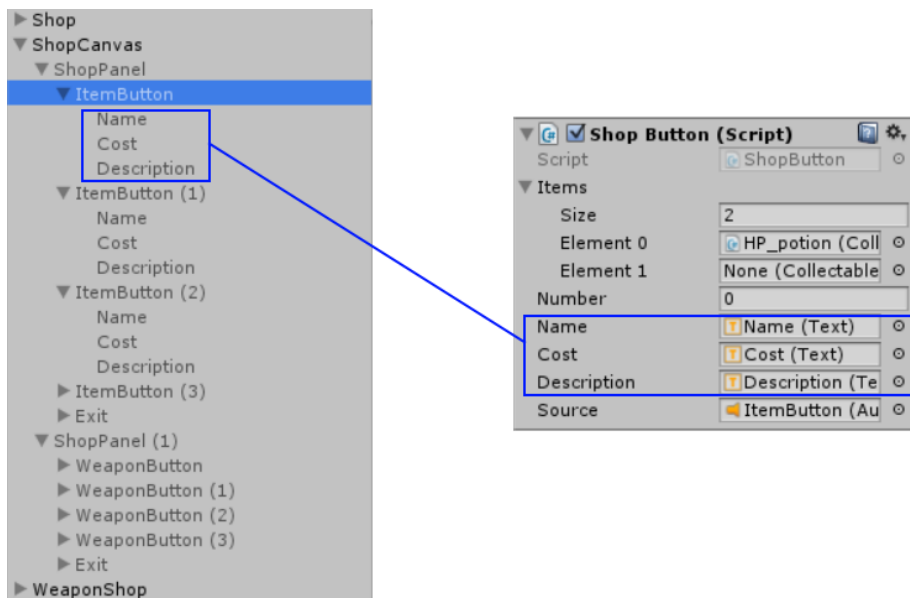 Shop
ShopCanvas
ShopPanel
ItemButton
Name
Cost
Description
ItemButton (1)
Name
Cost
Description
ItemButton (2)
Name
Cost
Description
ItemButton (3)
Exit
ShopPanel (1)
WeaponButton
WeaponButton (1)
WeaponButton (2)
WeaponButton (3)
Exit
WeaponShop
Shop Button (Script)
Script ShopButton
Items
Size 2
Element 0 HP_potion (Coll
Element 1 None (Collectable
Number 0
Name Name (Text)
Cost Cost (Text)
Description Description (Te
Source ItemButton (Au